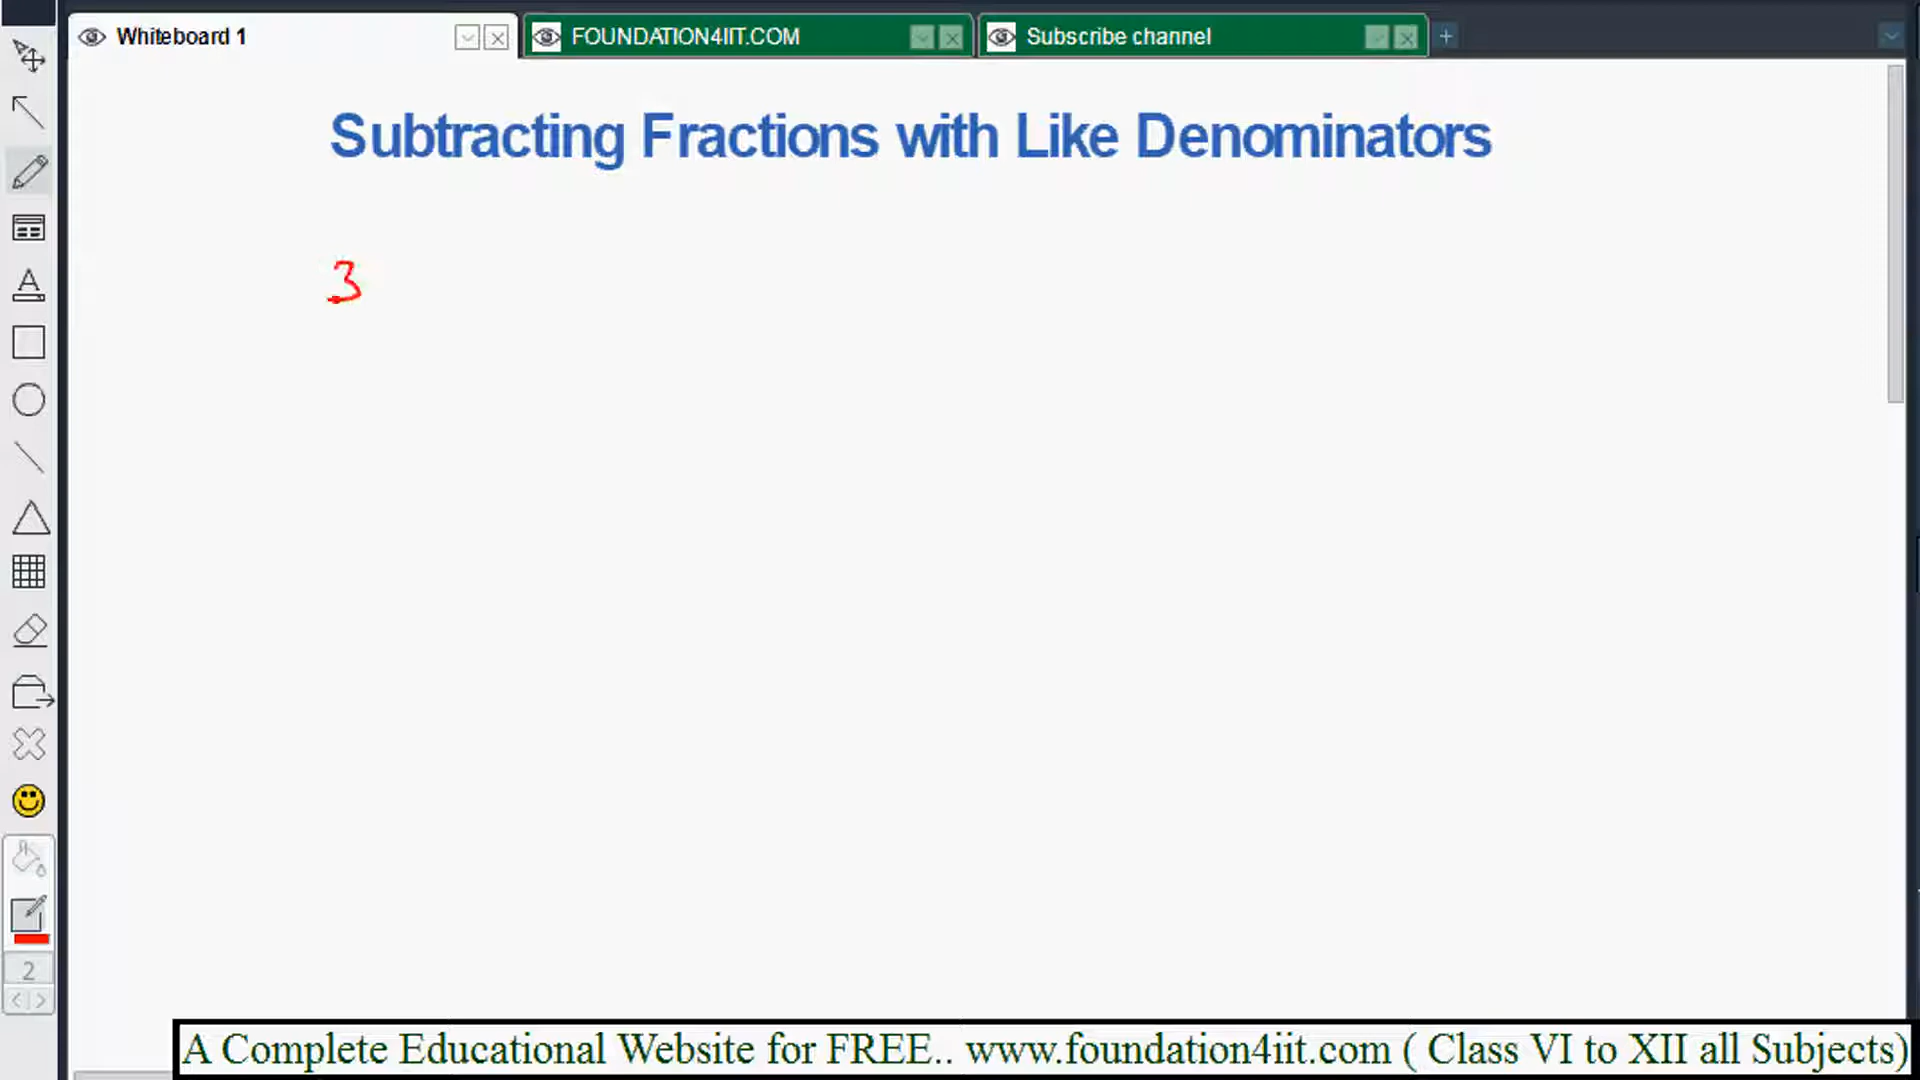 Whiteboard 1 FOUNDATION4IIT.COM Subscribe channel
Subtracting Fractions with Like Denominators
3
2
A Complete Educational Website for FREE.. www.foundation4iit.com ( Class VI to XII all Subjects)